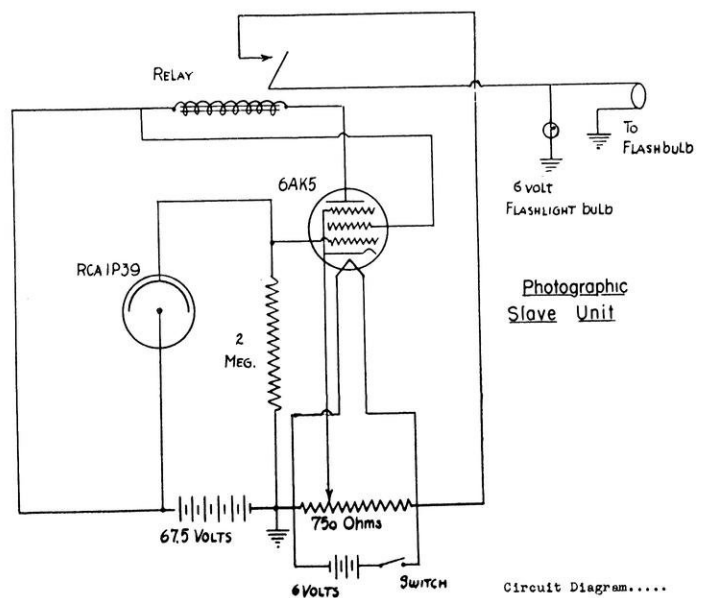 RELAY
6AK5
TO
FLASHBULB
6 VOLT
FLASHLIGHT BULB
RCA 1P39
Photographic
Slave Unit
2
MEG.
67.5 VOLTS
750 Ohms
6 VOLTS
SWITCH
Circuit Diagram.....